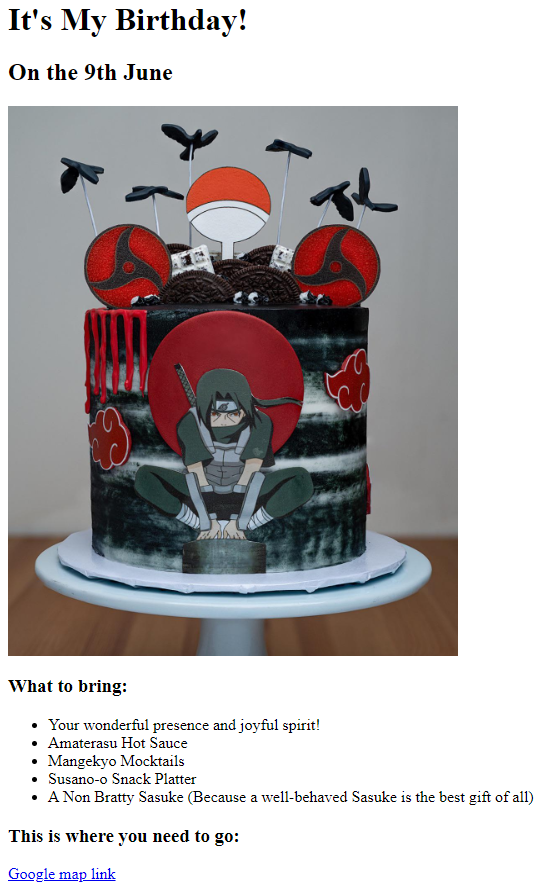 It's My Birthday!
On the 9th June
What to bring:
Your wonderful presence and joyful spirit!
Amaterasu Hot Sauce
Mangekyo Mocktails
Susano-o Snack Platter
A Non Bratty Sasuke (Because a well-behaved Sasuke is the best gift of all)
This is where you need to go:
Google map link